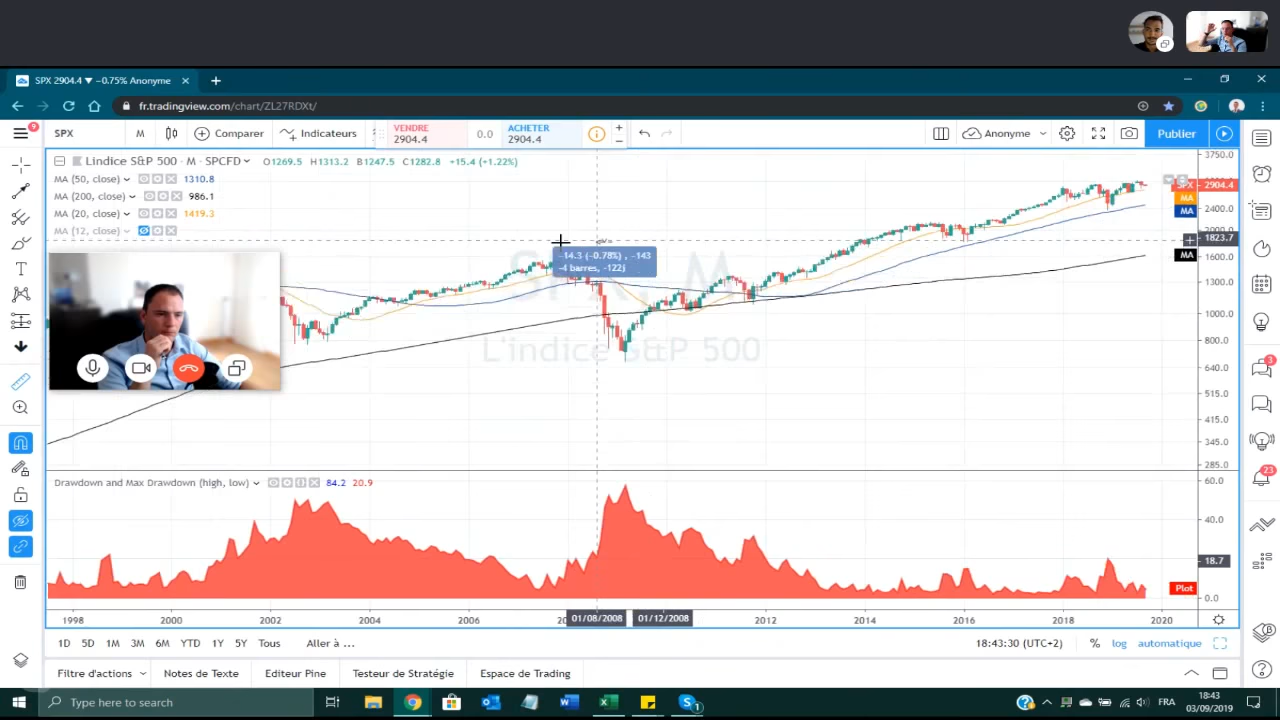 SPX 2904.4 ▼ −0.75% Anonyme
fr.tradingview.com/chart/ZL27RDXt/
9
SPX
M
Comparer
Indicateurs
VENDRE
2904.4
0.0
ACHETER
2904.4
Anonyme
Publier
L'indice S&P 500 · M · SPCFD
O1269.5 H1313.2 B1247.5 C1282.8 +15.4 (+1.22%)
MA (50, close) 1310.8
MA (200, close) 986.1
MA (20, close) 1419.3
MA (12, close)
−14.3 (−0.78%) , −143
−4 barres, −122j
SPX, M
L'indice S&P 500
3750.0
SPX 2904.4
MA
2400.0
MA
1823.7
1600.0
MA
1300.0
1000.0
800.0
640.0
515.0
415.0
345.0
285.0
Drawdown and Max Drawdown (high, low) 84.2 20.9
60.0
40.0
18.7
Plot
0.0
1998 2000 2002 2004 2006 01/08/2008 01/12/2008 2012 2014 2016 2018 2020
1D 5D 1M 3M 6M YTD 1Y 5Y Tous Aller à ...
18:43:30 (UTC+2) % log automatique
Filtre d'actions
Notes de Texte
Editeur Pine
Testeur de Stratégie
Espace de Trading
3
23
Type here to search
1
FRA
18:43
03/09/2019